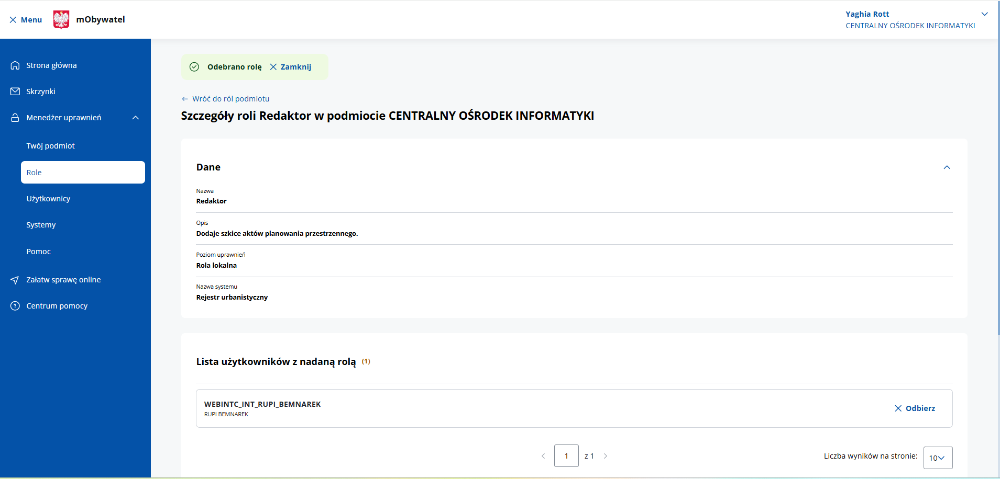 Menu
mObywatel
Yaghia Rott
CENTRALNY OŚRODEK INFORMATYKI
Strona główna
Skrzynki
Menedżer uprawnień
Twój podmiot
Role
Użytkownicy
Systemy
Pomoc
Załatw sprawę online
Centrum pomocy
Odebrano rolę
Zamknij
Wróć do ról podmiotu
Szczegóły roli Redaktor w podmiocie CENTRALNY OŚRODEK INFORMATYKI
Dane
Nazwa
Redaktor
Opis
Dodaje szkice aktów planowania przestrzennego.
Poziom uprawnień
Rola lokalna
Nazwa systemu
Rejestr urbanistyczny
Lista użytkowników z nadaną rolą (1)
WEBINTC_INT_RUPI_BEMNAREK
RUPI BEMNAREK
Odbierz
1 z 1
Liczba wyników na stronie: 10